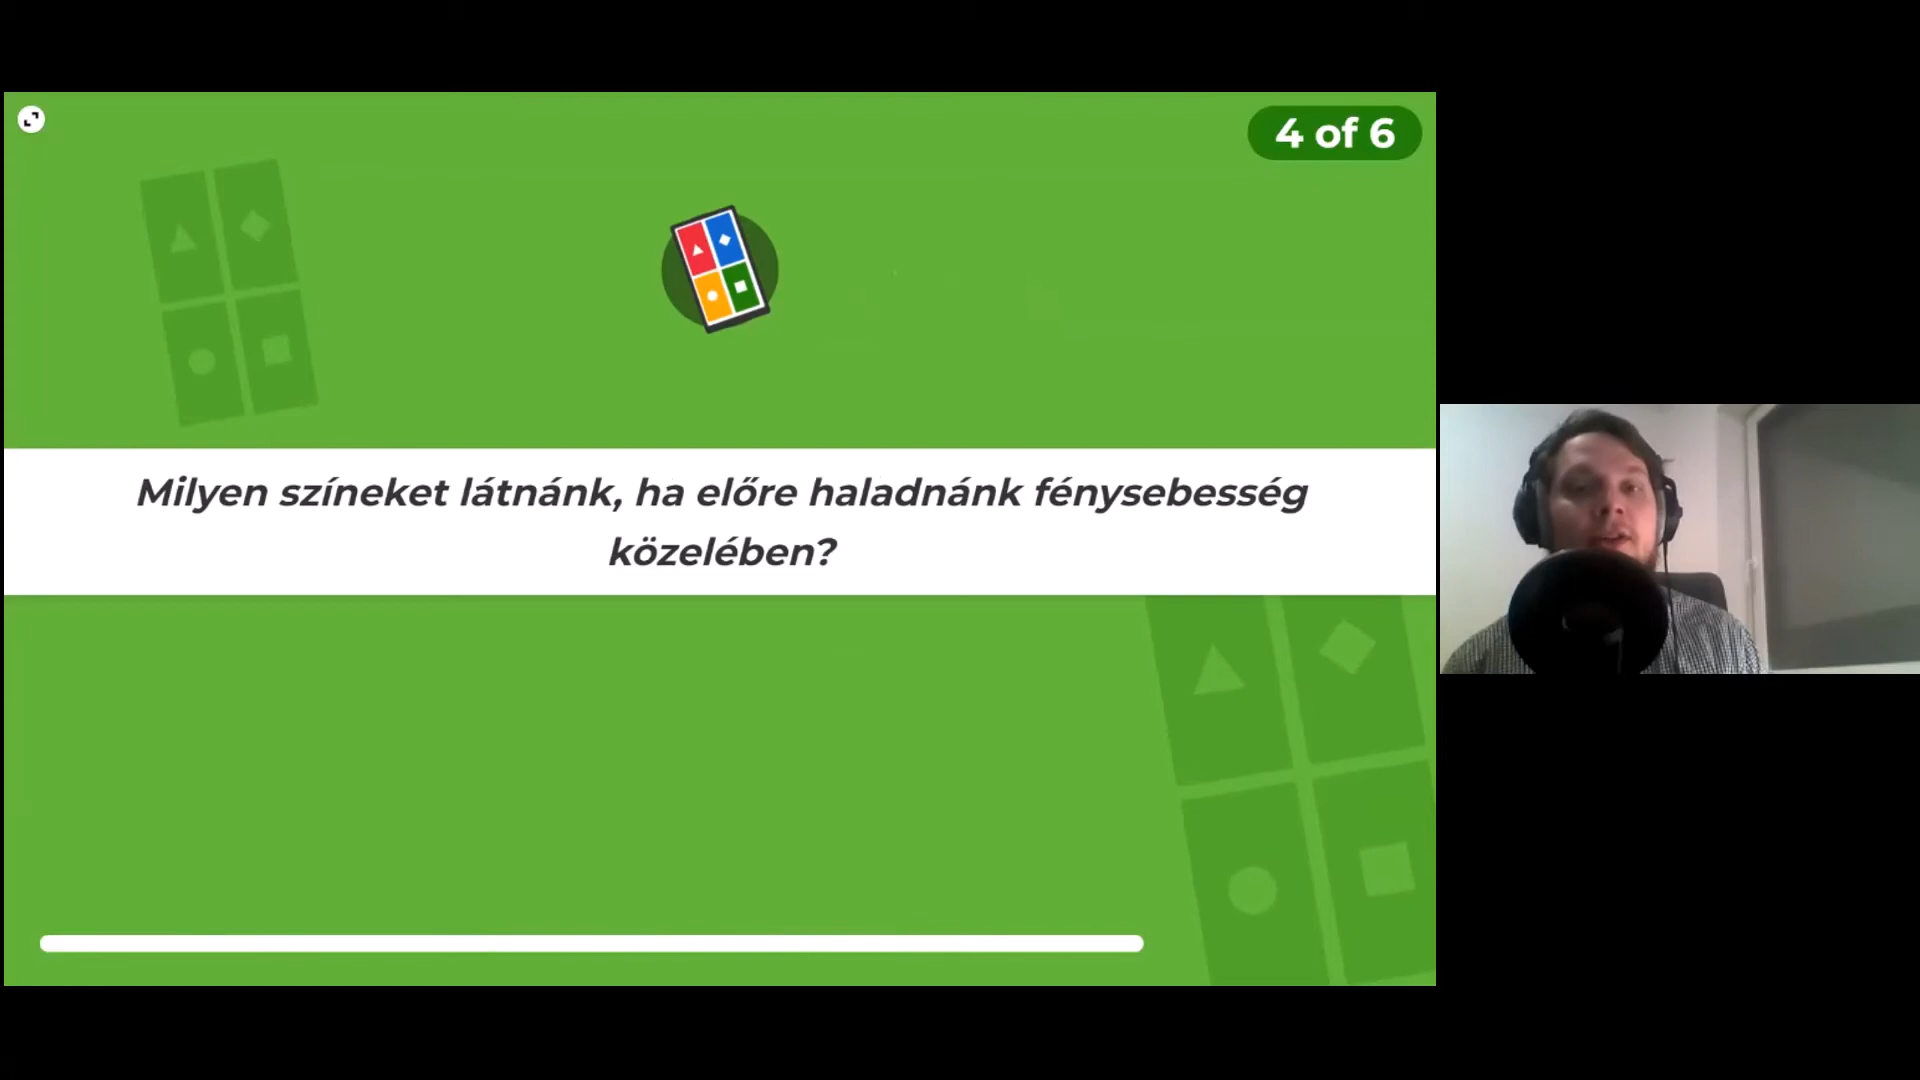 4 of 6
Milyen színeket látnánk, ha előre haladnánk fénysebesség
közelében?